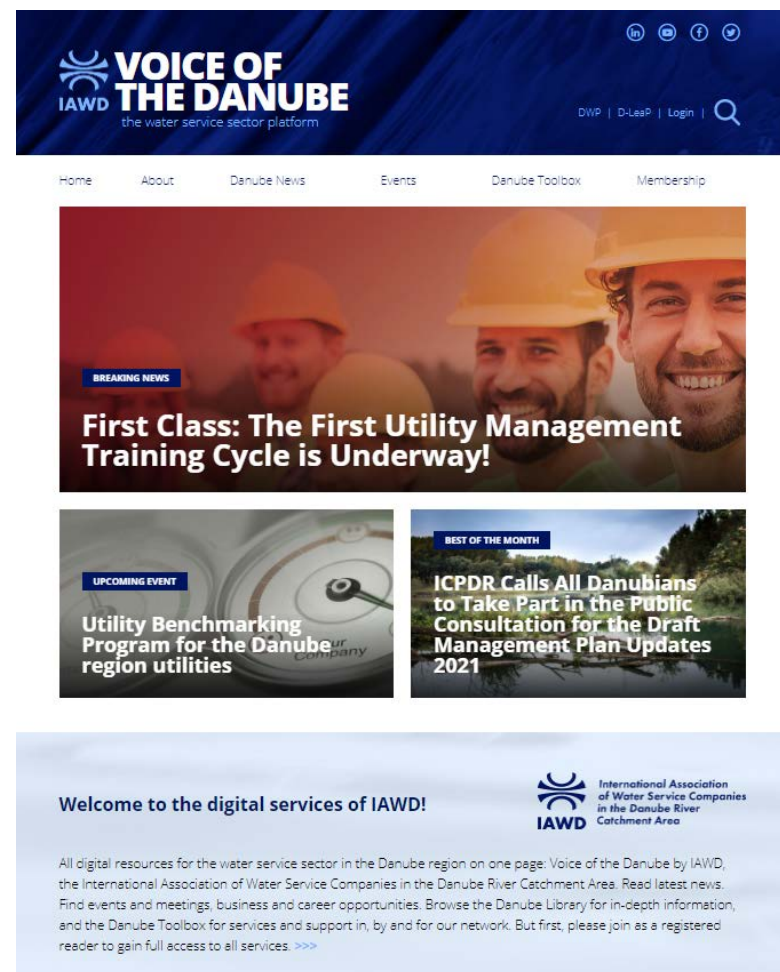 VOICE OF
THE DANUBE
IAWD
the water service sector platform
DWP | D-LeaP | Login |
Home About Danube News Events Danube Toolbox Membership
BREAKING NEWS
First Class: The First Utility Management
Training Cycle is Underway!
UPCOMING EVENT
Utility Benchmarking
Program for the Danube
region utilities
Your
Company
BEST OF THE MONTH
ICPDR Calls All Danubians
to Take Part in the Public
Consultation for the Draft
Management Plan Updates
2021
Welcome to the digital services of IAWD!
IAWD
International Association
of Water Service Companies
in the Danube River
Catchment Area
All digital resources for the water service sector in the Danube region on one page: Voice of the Danube by IAWD,
the International Association of Water Service Companies in the Danube River Catchment Area. Read latest news.
Find events and meetings, business and career opportunities. Browse the Danube Library for in-depth information,
and the Danube Toolbox for services and support in, by and for our network. But first, please join as a registered
reader to gain full access to all services. >>>